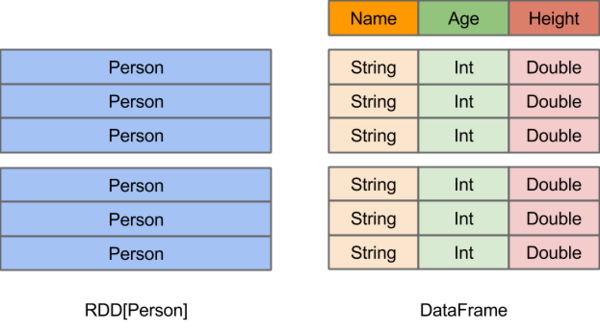 Name Age Height
Person String Int Double
Person String Int Double
Person String Int Double
Person String Int Double
Person String Int Double
Person String Int Double
RDD[Person] DataFrame